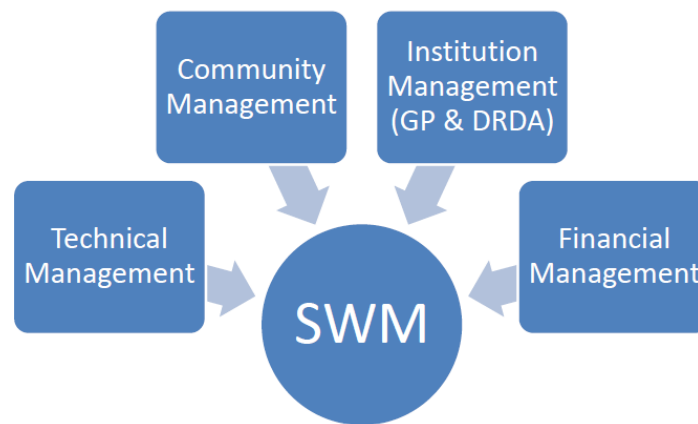 Community
Management
Institution
Management
(GP & DRDA)
Technical
Management
Financial
Management
SWM